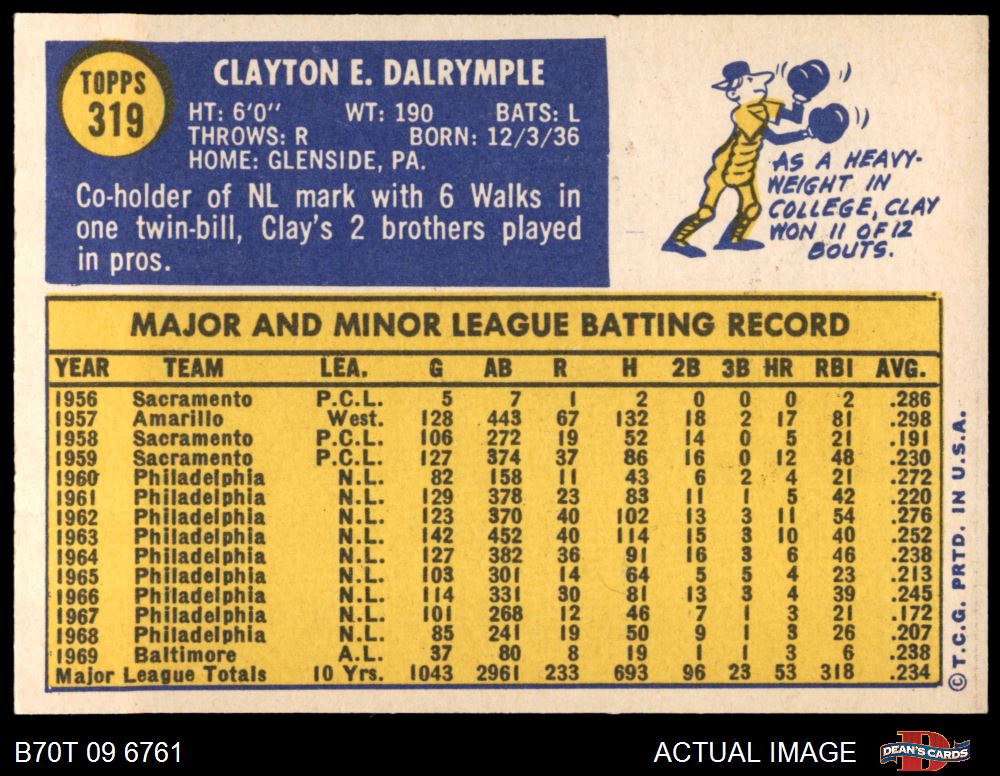 TOPPS
319
CLAYTON E. DALRYMPLE
HT: 6'0" WT: 190 BATS: L
THROWS: R BORN: 12/3/36
HOME: GLENSIDE, PA.
Co-holder of NL mark with 6 Walks in
one twin-bill, Clay's 2 brothers played
in pros.
AS A HEAVY-
WEIGHT IN
COLLEGE, CLAY
WON 11 OF 12
BOUTS.
MAJOR AND MINOR LEAGUE BATTING RECORD
YEAR TEAM LEA. G AB R H 2B 3B HR RBI AVG.
1956 Sacramento P.C.L. 5 7 1 2 0 0 0 2 .286
1957 Amarillo West. 128 443 67 132 18 2 17 81 .298
1958 Sacramento P.C.L. 106 272 19 52 14 0 5 21 .191
1959 Sacramento P.C.L. 127 374 37 86 16 0 12 48 .230
1960 Philadelphia N.L. 82 158 11 43 6 2 4 21 .272
1961 Philadelphia N.L. 129 378 23 83 11 1 5 42 .220
1962 Philadelphia N.L. 123 370 40 102 13 3 11 54 .276
1963 Philadelphia N.L. 142 452 40 114 15 3 10 40 .252
1964 Philadelphia N.L. 127 382 36 91 16 3 6 46 .238
1965 Philadelphia N.L. 103 301 14 64 5 5 4 23 .213
1966 Philadelphia N.L. 114 331 30 81 13 3 4 39 .245
1967 Philadelphia N.L. 101 268 12 46 7 1 3 21 .172
1968 Philadelphia N.L. 85 241 19 50 9 1 3 26 .207
1969 Baltimore A.L. 37 80 8 19 1 1 3 6 .238
Major League Totals 10 Yrs. 1043 2961 233 693 96 23 53 318 .234
©T.C.G. PRTD. IN U.S.A.
B70T 09 6761
ACTUAL IMAGE
DEAN'S CARDS